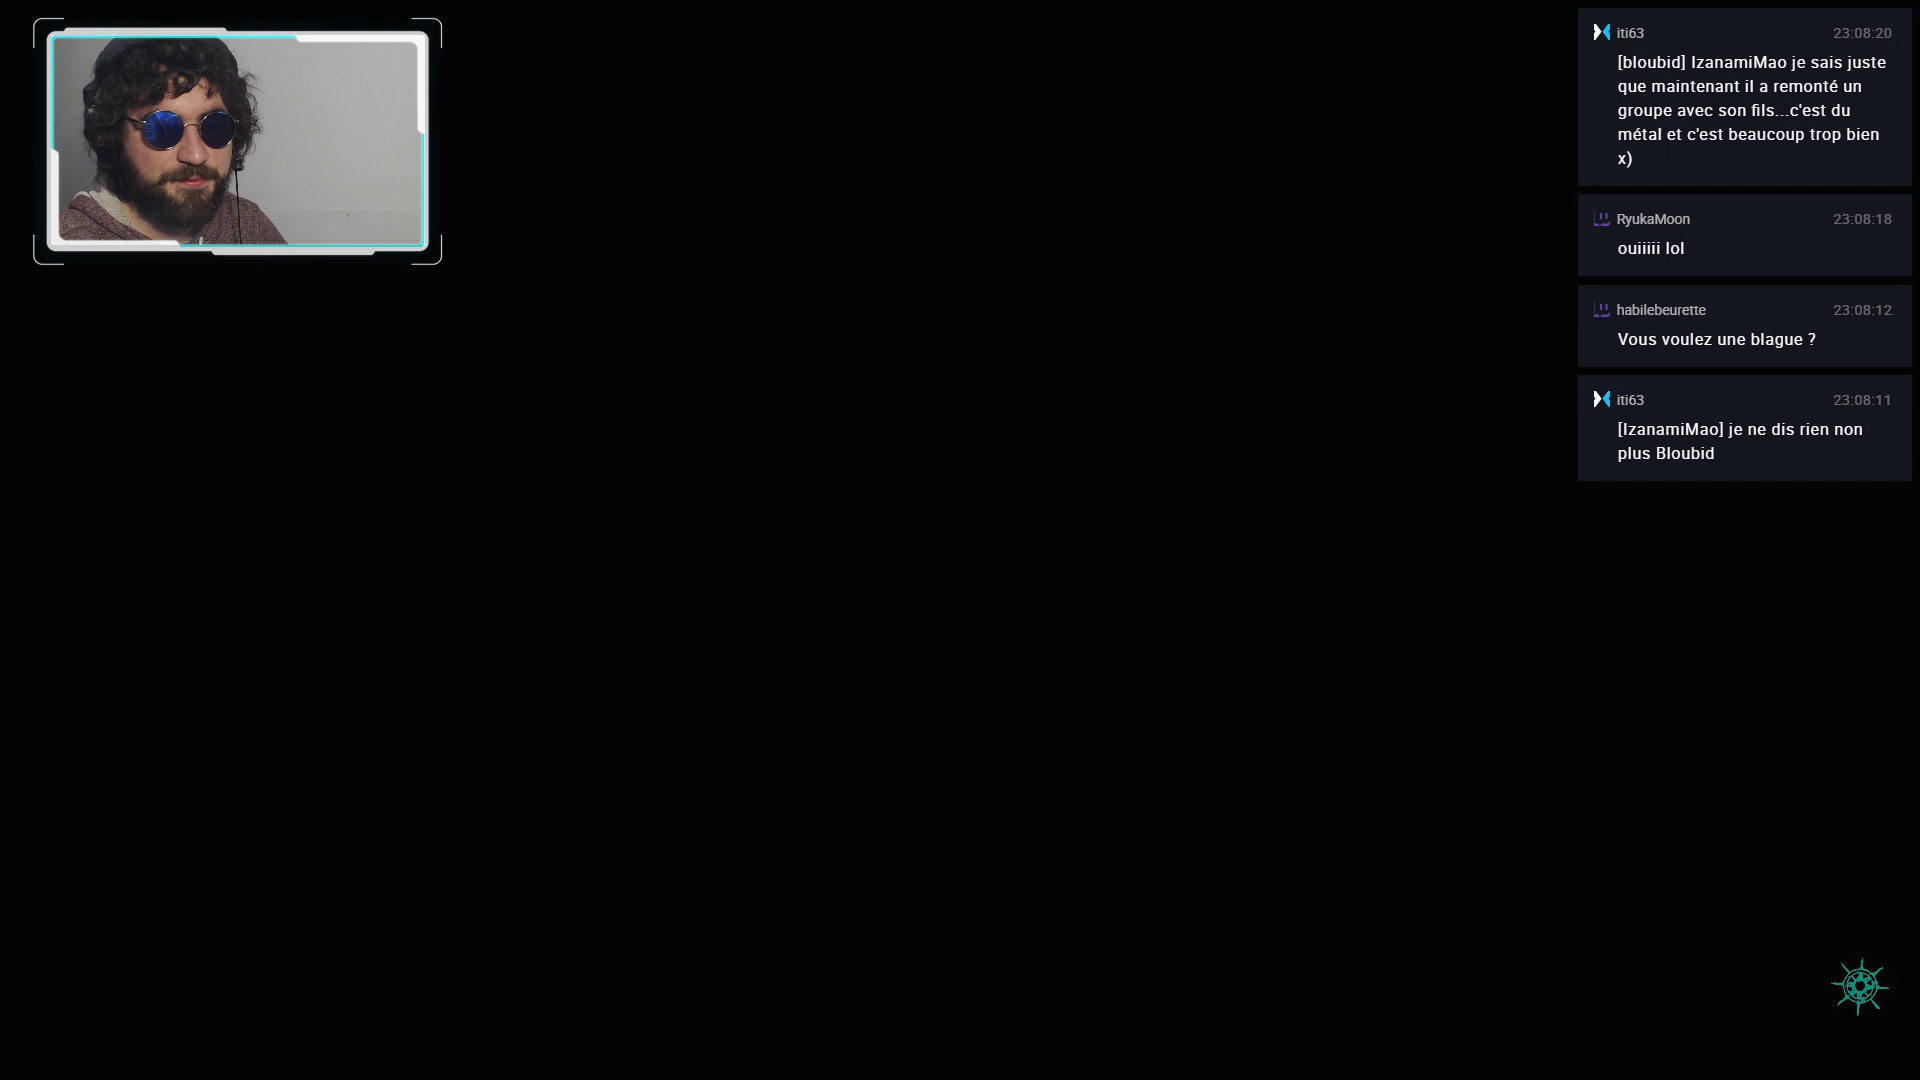 iti63 23:08:20
[bloubid] IzanamiMao je sais juste
que maintenant il a remonté un
groupe avec son fils...c'est du
métal et c'est beaucoup trop bien
x)
RyukaMoon 23:08:18
ouiiiii lol
habilebeurette 23:08:12
Vous voulez une blague ?
iti63 23:08:11
[IzanamiMao] je ne dis rien non
plus Bloubid